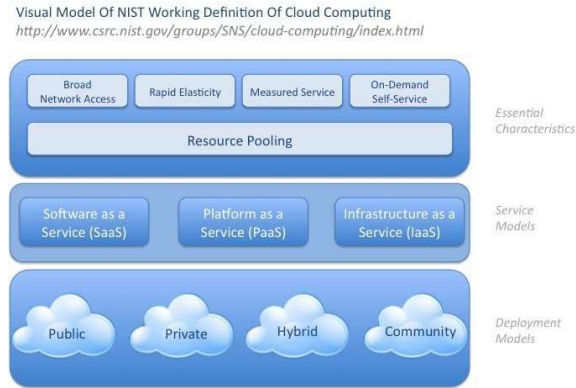 Visual Model Of NIST Working Definition Of Cloud Computing
http://www.csrc.nist.gov/groups/SNS/cloud-computing/index.html
Broad
Network Access
Rapid Elasticity
Measured Service
On-Demand
Self-Service
Resource Pooling
Essential
Characteristics
Software as a
Service (SaaS)
Platform as a
Service (PaaS)
Infrastructure as a
Service (IaaS)
Service
Models
Public
Private
Hybrid
Community
Deployment
Models